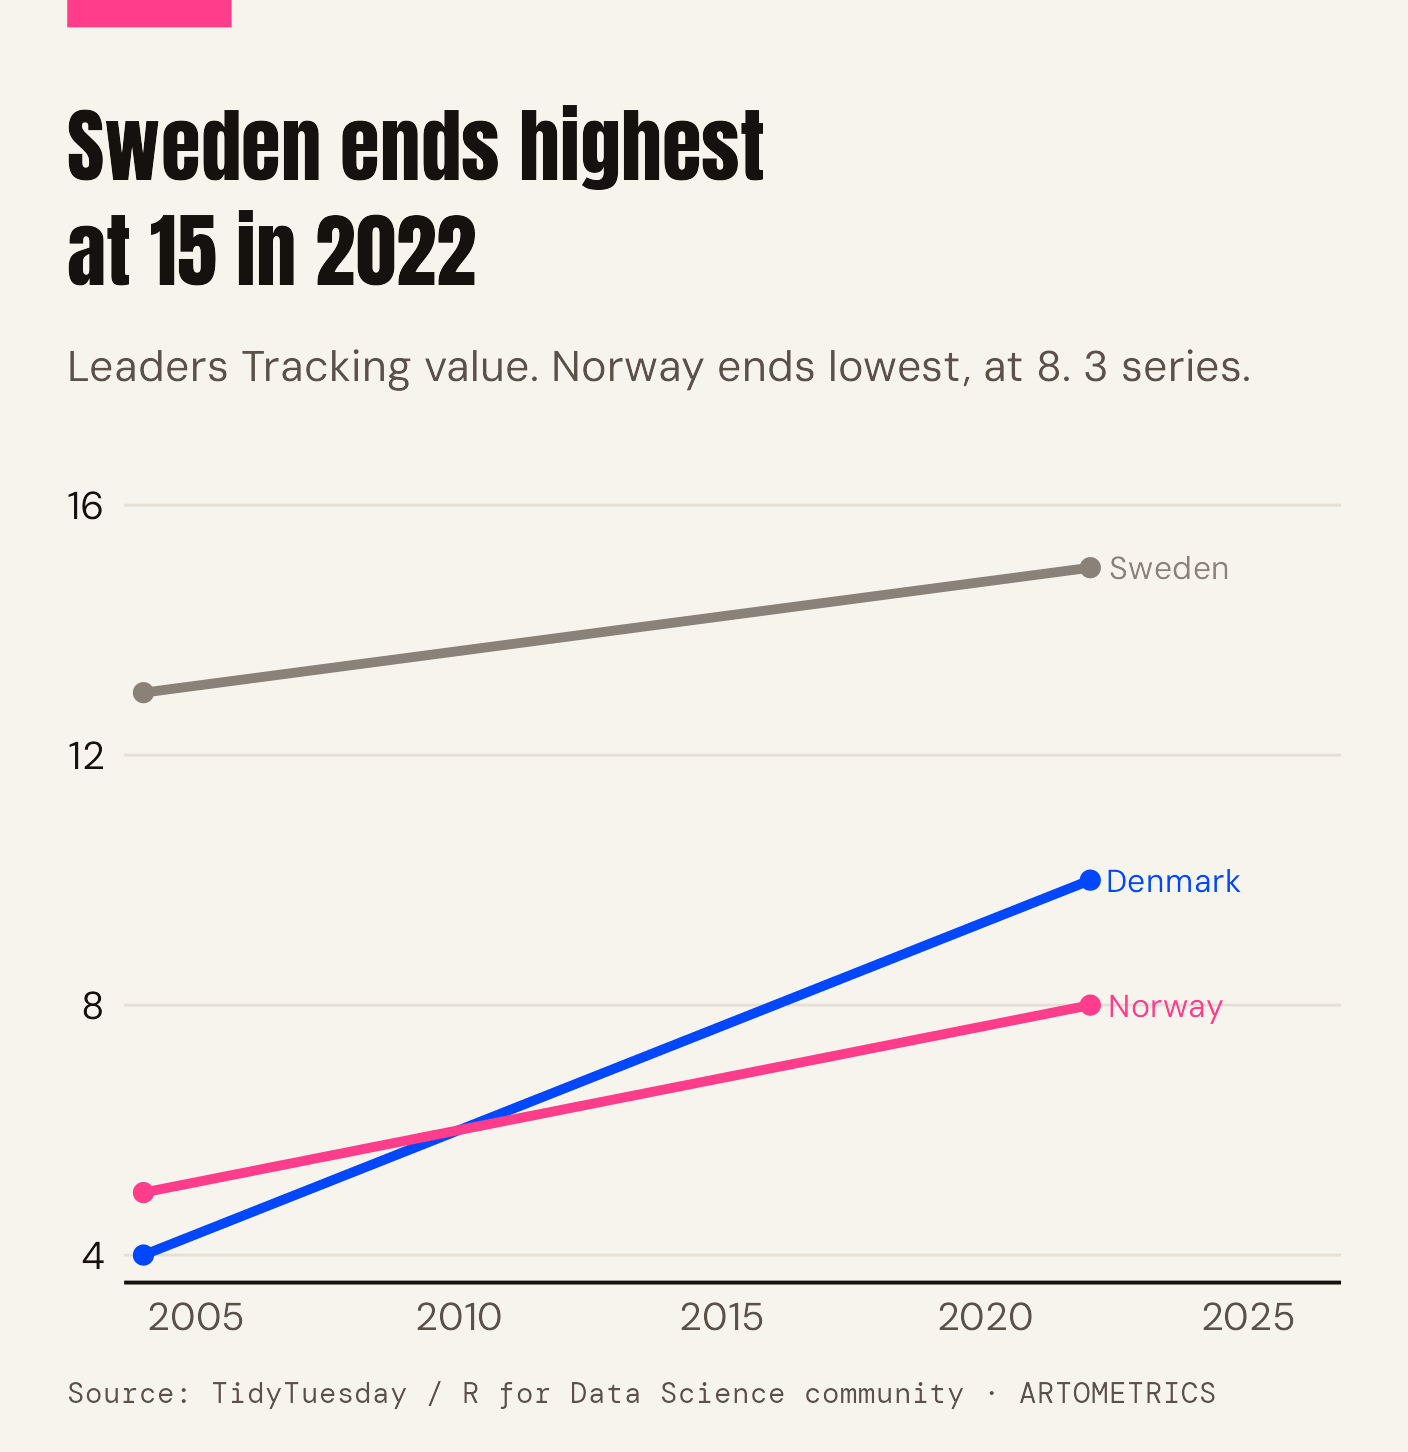 Sweden ends highest
at 15 in 2022
Leaders Tracking value. Norway ends lowest, at 8. 3 series.
16
Sweden
12
Denmark
8
Norway
4
2005 2010 2015 2020 2025
Source: TidyTuesday / R for Data Science community · ARTOMETRICS